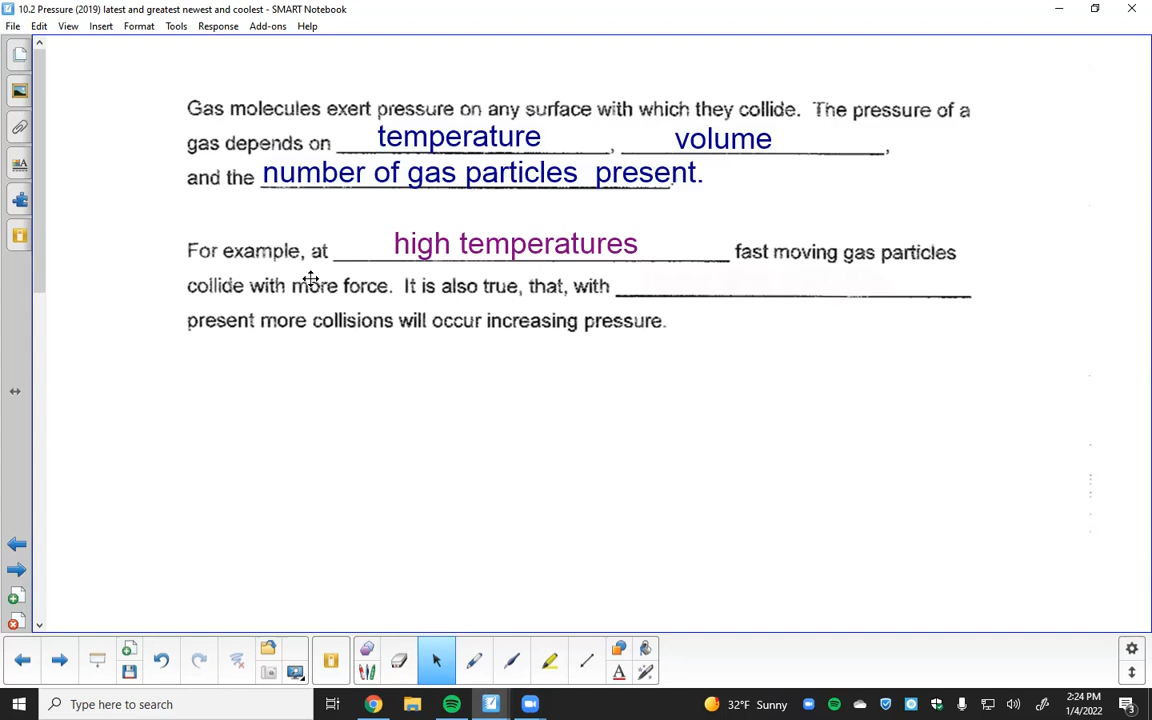 10.2 Pressure (2019) latest and greatest newest and coolest - SMART Notebook
File Edit View Insert Format Tools Response Add-ons Help
Gas molecules exert pressure on any surface with which they collide. The pressure of a
gas depends on temperature, volume,
and the number of gas particles present.
For example, at high temperatures fast moving gas particles
collide with more force. It is also true, that, with
present more collisions will occur increasing pressure.
Type here to search
32°F Sunny
2:24 PM
1/4/2022
3